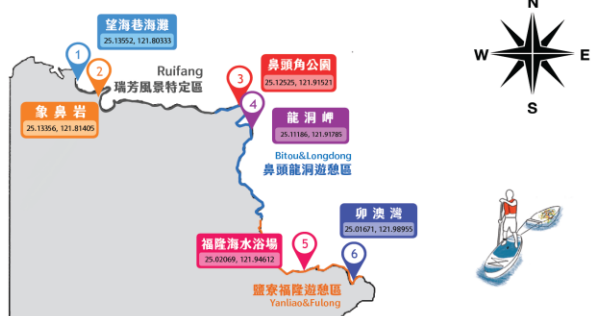 N
W
E
S
望海巷海灘
25.13552, 121.80333
1
2
Ruifang
瑞芳風景特定區
象鼻岩
25.13356, 121.81405
鼻頭角公園
25.12525, 121.91521
3
4
龍洞岬
25.11186, 121.91785
Bitou&Longdong
鼻頭龍洞遊憩區
卯澳灣
25.01671, 121.98955
福隆海水浴場
25.02069, 121.94612
5
6
鹽寮福隆遊憩區
Yanliao&Fulong